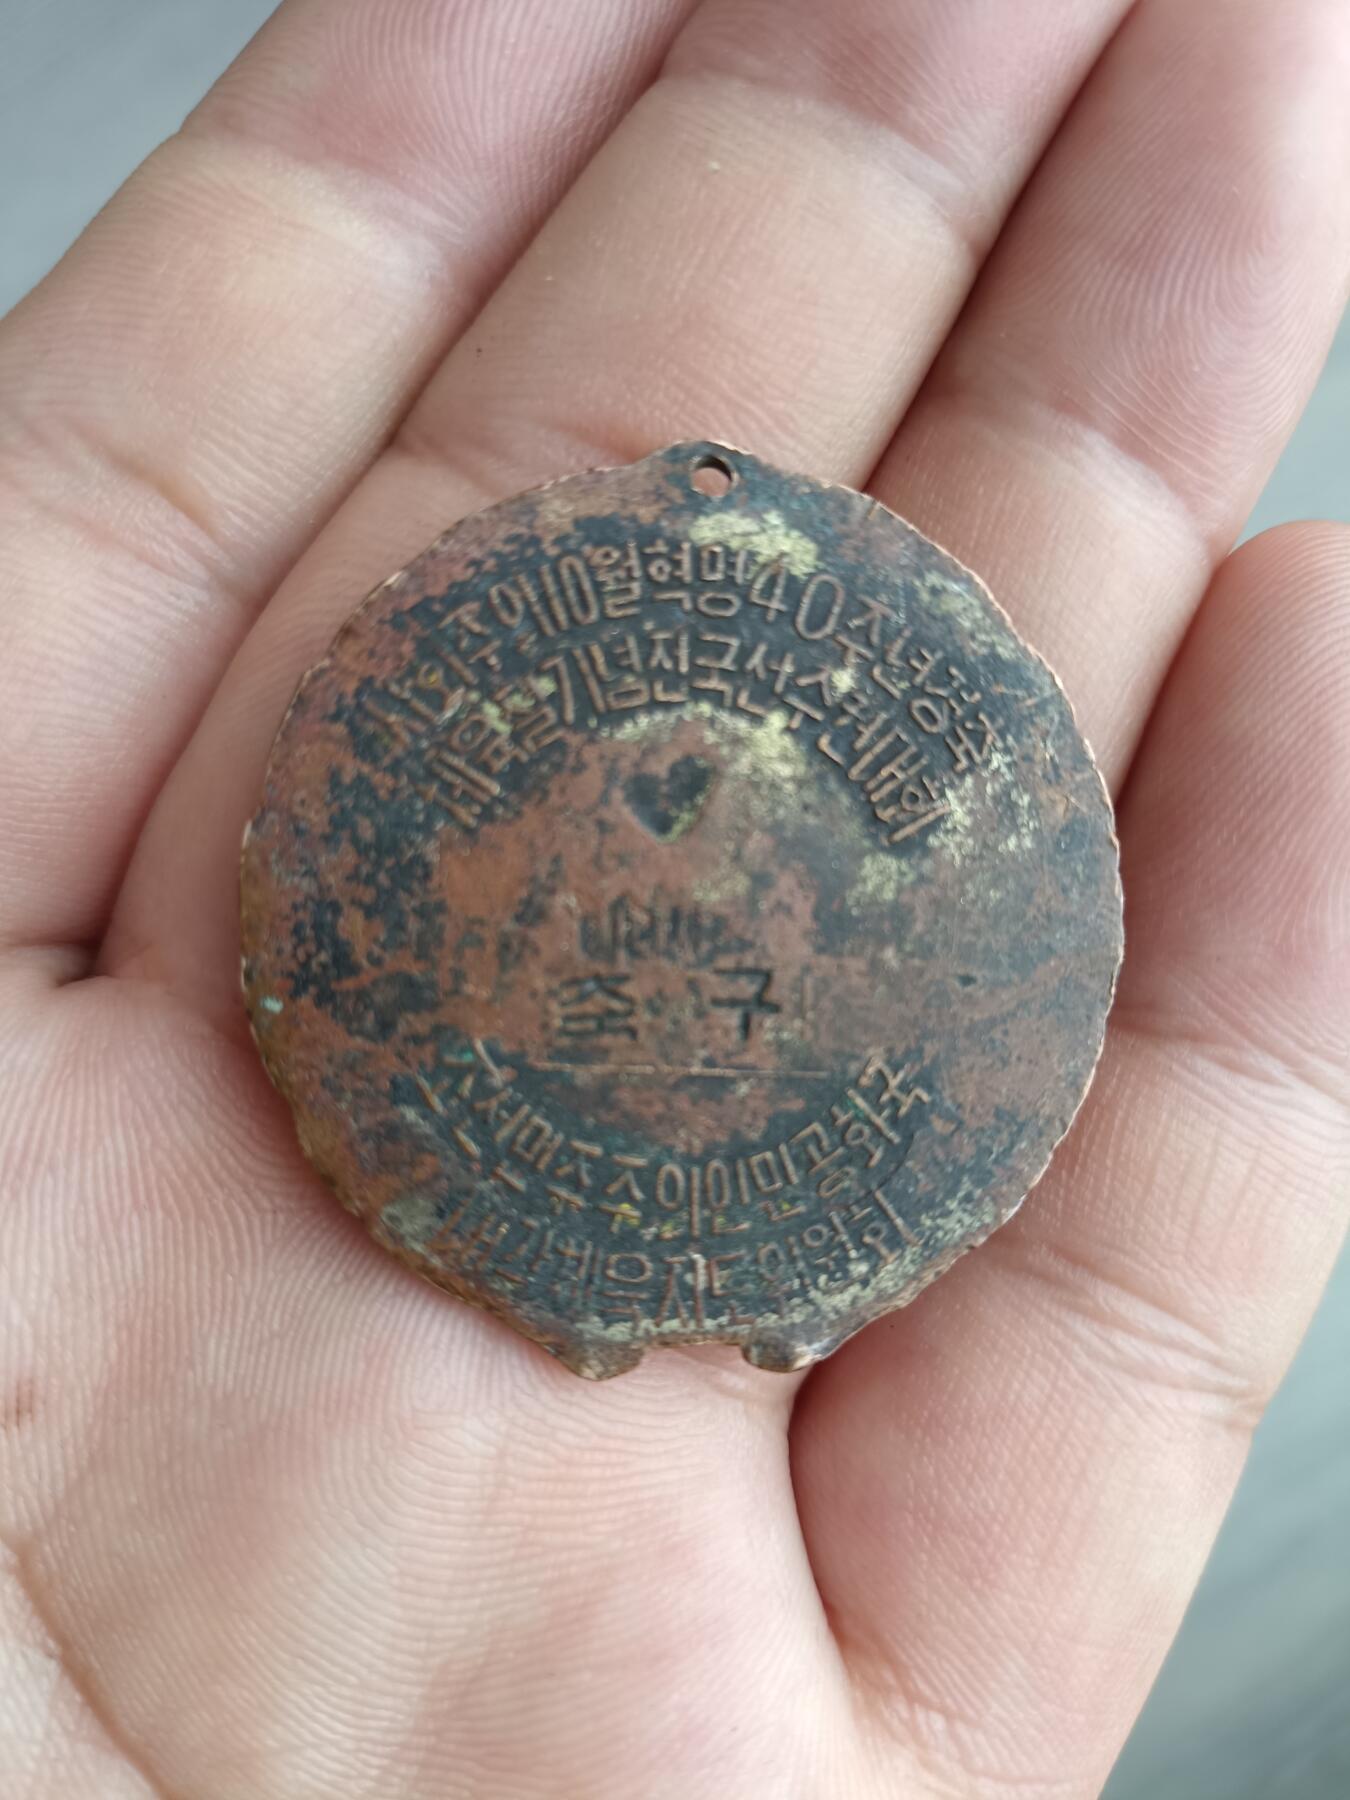 사회주의10월혁명40주년경축
체육절기념전국선수권대회
축구
조선민주주의인민공화국
내각체육지도위원회